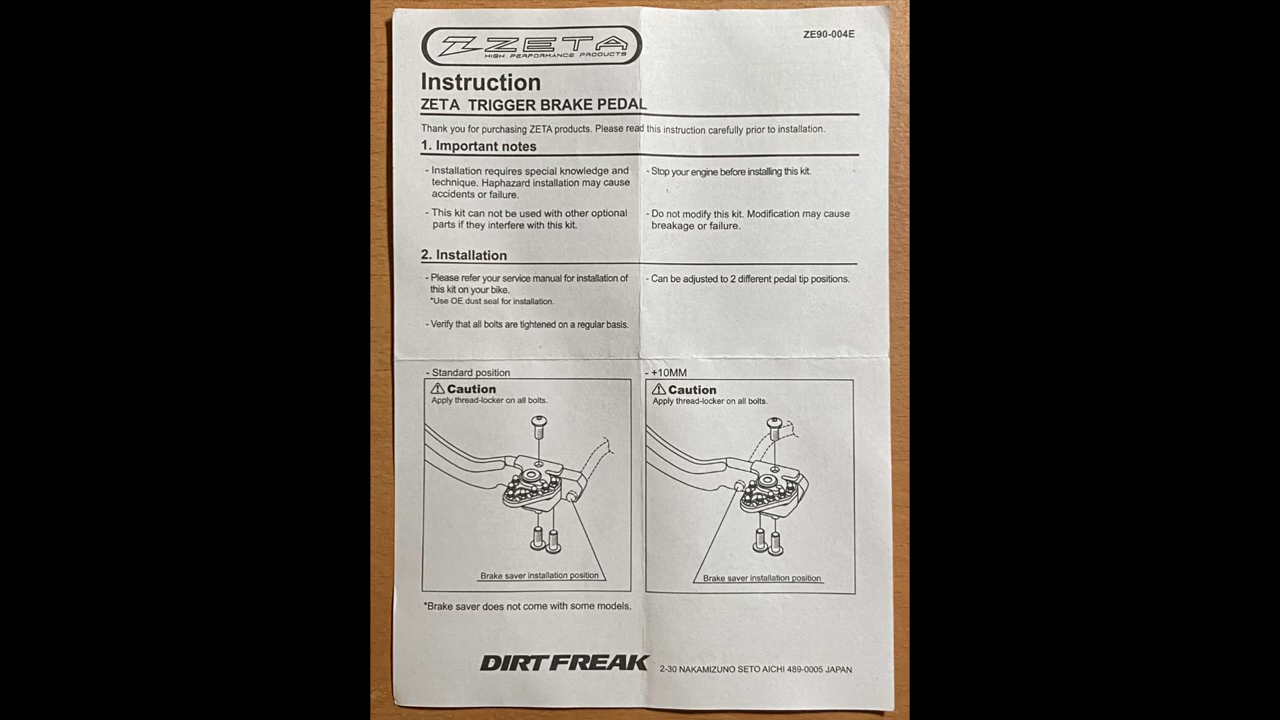 ZETA
HIGH PERFORMANCE PRODUCTS
ZE90-004E
Instruction
ZETA TRIGGER BRAKE PEDAL
Thank you for purchasing ZETA products. Please read this instruction carefully prior to installation.
1. Important notes
- Installation requires special knowledge and
technique. Haphazard installation may cause
accidents or failure.
- This kit can not be used with other optional
parts if they interfere with this kit.
- Stop your engine before installing this kit.
- Do not modify this kit. Modification may cause
breakage or failure.
2. Installation
- Please refer your service manual for installation of
this kit on your bike.
*Use OE dust seal for installation.
- Verify that all bolts are tightened on a regular basis.
- Can be adjusted to 2 different pedal tip positions.
- Standard position
Caution
Apply thread-locker on all bolts.
Brake saver installation position
- +10MM
Caution
Apply thread-locker on all bolts.
Brake saver installation position
*Brake saver does not come with some models.
DIRT FREAK
2-30 NAKAMIZUNO SETO AICHI 489-0005 JAPAN